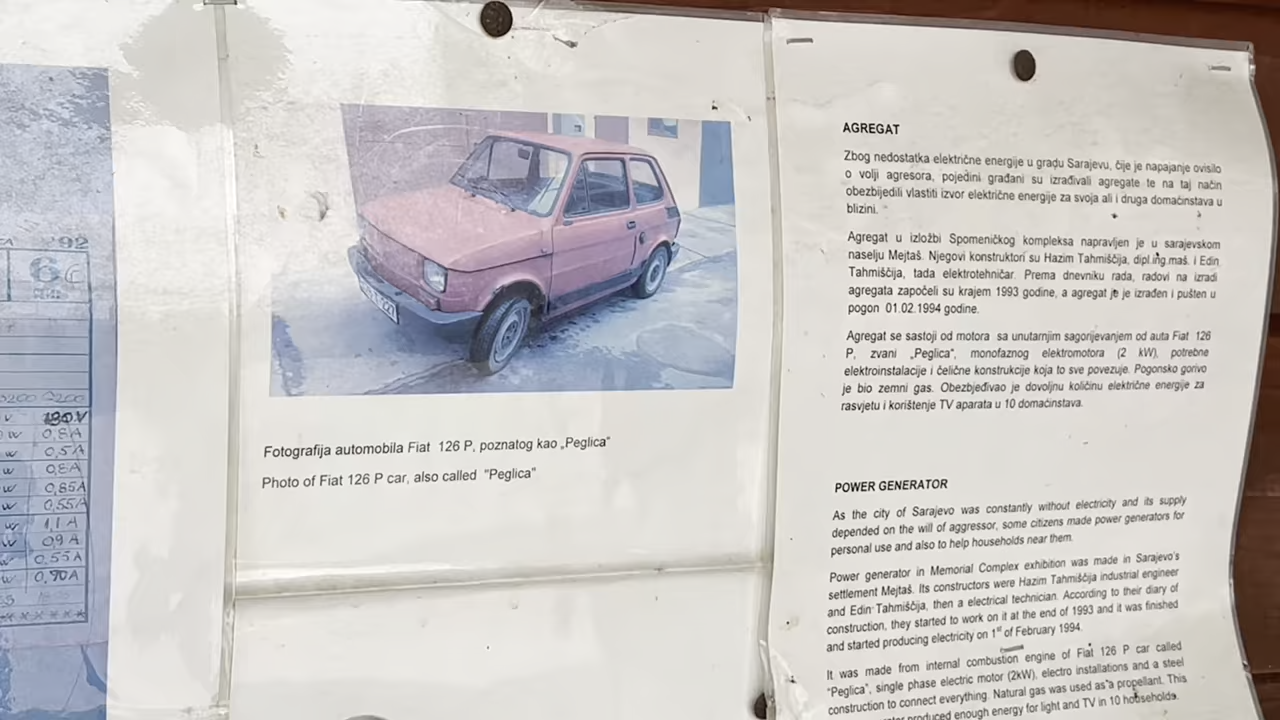 92
6
190V
0,8A
0,5A
0,8A
0,85A
0,55A
1,1 A
0,9 A
0,55A
0,90A
Fotografija automobila Fiat 126 P, poznatog kao „Peglica“
Photo of Fiat 126 P car, also called "Peglica"
AGREGAT
Zbog nedostatka električne energije u gradu Sarajevu, čije je napajanje ovisilo
o volji agresora, pojedini građani su izrađivali agregate te na taj način
obezbijedili vlastiti izvor električne energije za svoja ali i druga domaćinstava u
blizini.
Agregat u izložbi Spomeničkog kompleksa napravljen je u sarajevskom
naselju Mejtaš. Njegovi konstruktori su Hazim Tahmiščija, dipl.ing.maš. i Edin
Tahmiščija, tada elektrotehničar. Prema dnevniku rada, radovi na izradi
agregata započeli su krajem 1993 godine, a agregat je je izrađen i pušten u
pogon 01.02.1994 godine.
Agregat se sastoji od motora sa unutarnjim sagorijevanjem od auta Fiat 126
P, zvani „Peglica“, monofaznog elektromotora (2 kW), potrebne
elektroinstalacije i čelične konstrukcije koja to sve povezuje. Pogonsko gorivo
je bio zemni gas. Obezbjeđivao je dovoljnu količinu električne energije za
rasvjetu i korištenje TV aparata u 10 domaćinstava.
POWER GENERATOR
As the city of Sarajevo was constantly without electricity and its supply
depended on the will of aggressor, some citizens made power generators for
personal use and also to help households near them.
Power generator in Memorial Complex exhibition was made in Sarajevo's
settlement Mejtaš. Its constructors were Hazim Tahmiščija industrial engineer
and Edin Tahmiščija, then a electrical technician. According to their diary of
construction, they started to work on it at the end of 1993 and it was finished
and started producing electricity on 1st of February 1994.
It was made from internal combustion engine of Fiat 126 P car called
"Peglica", single phase electric motor (2kW), electro installations and a steel
construction to connect everything. Natural gas was used as a propellant. This
produced enough energy for light and TV in 10 households.